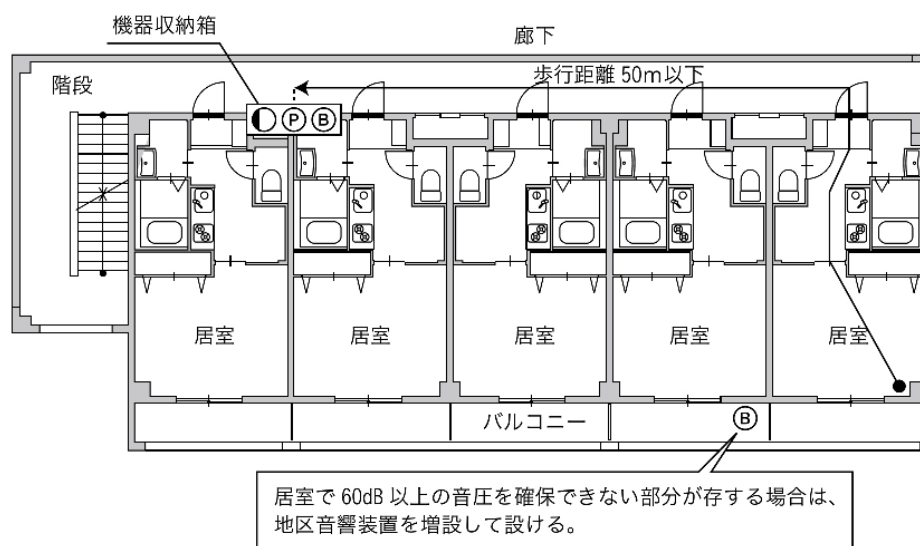 機器収納箱
廊下
階段
歩行距離 50m以下
P B
居室 居室 居室 居室 居室
バルコニー
B
居室で 60dB 以上の音圧を確保できない部分が存する場合は、
地区音響装置を増設して設ける。